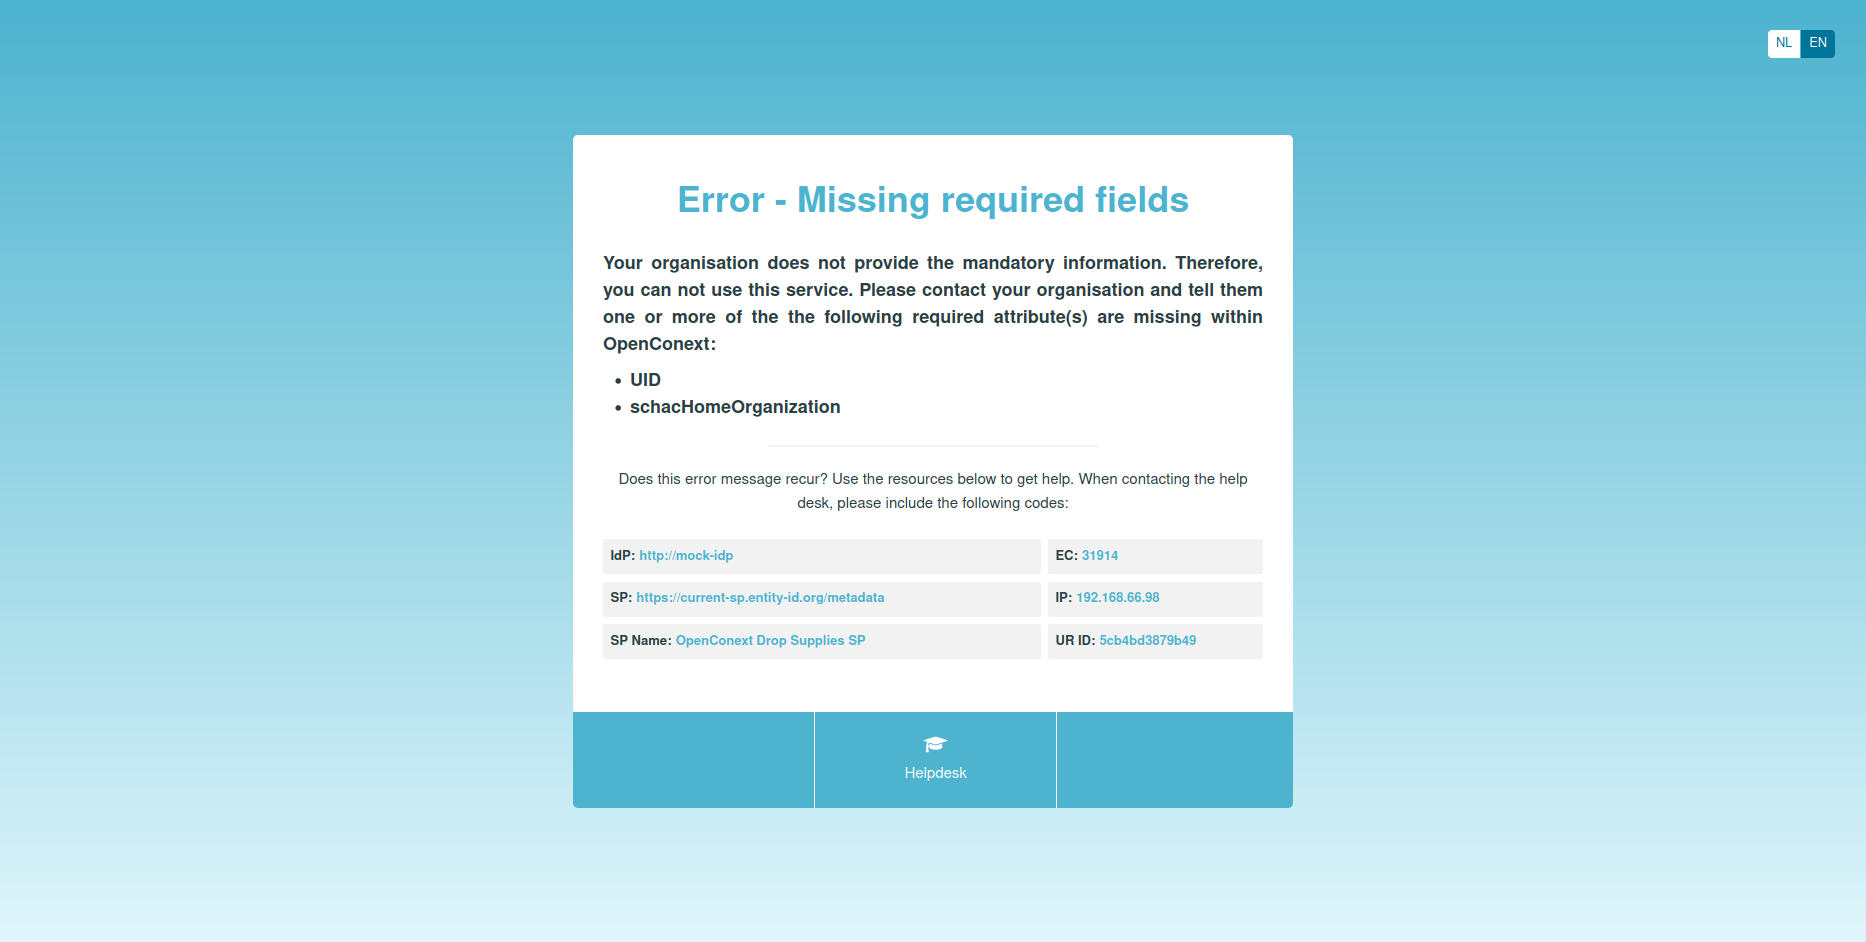 NL EN
Error - Missing required fields
Your organisation does not provide the mandatory information. Therefore,
you can not use this service. Please contact your organisation and tell them
one or more of the the following required attribute(s) are missing within
OpenConext:
• UID
• schacHomeOrganization
Does this error message recur? Use the resources below to get help. When contacting the help
desk, please include the following codes:
IdP: http://mock-idp
EC: 31914
SP: https://current-sp.entity-id.org/metadata
IP: 192.168.66.98
SP Name: OpenConext Drop Supplies SP
UR ID: 5cb4bd3879b49
Helpdesk